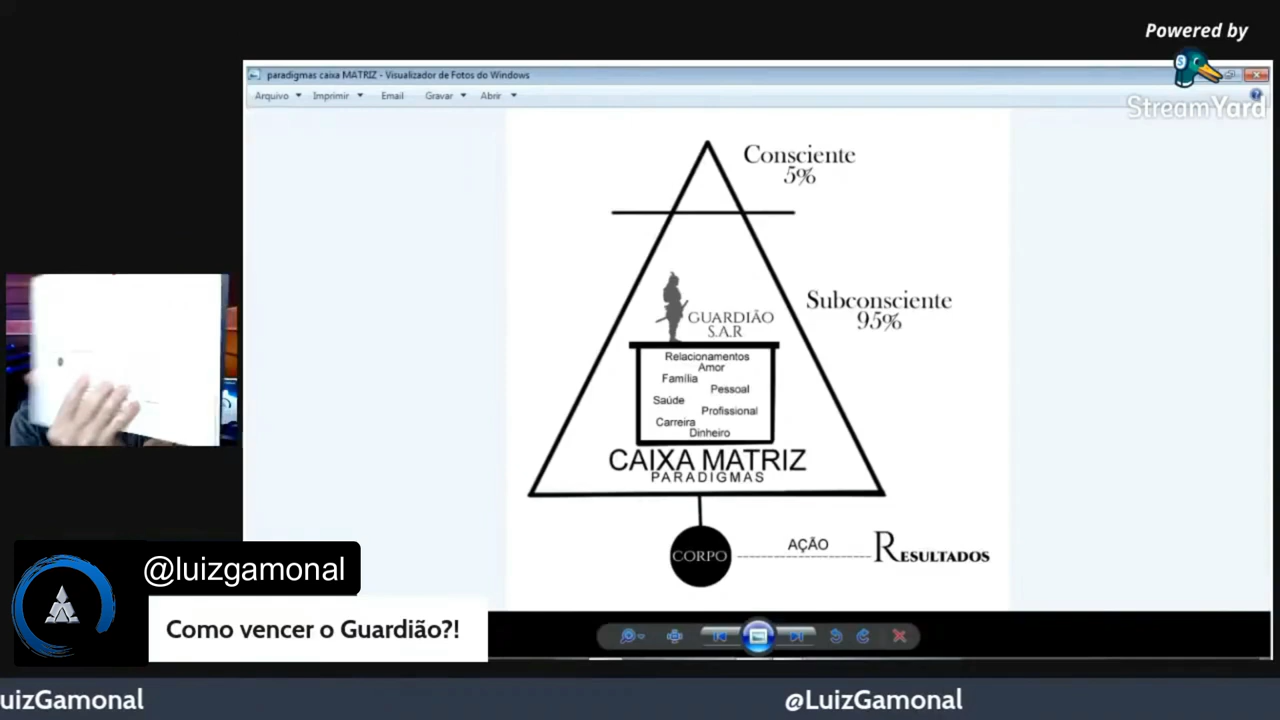 Powered by
StreamYard
paradigmas caixa MATRIZ - Visualizador de Fotos do Windows
Arquivo Imprimir Email Gravar Abrir
Consciente
5%
Subconsciente
95%
GUARDIÃO
S.A.R
Relacionamentos
Amor
Família
Pessoal
Saúde
Profissional
Carreira
Dinheiro
CAIXA MATRIZ
PARADIGMAS
CORPO
AÇÃO
RESULTADOS
@luizgamonal
Como vencer o Guardião?!
uizGamonal
@LuizGamonal